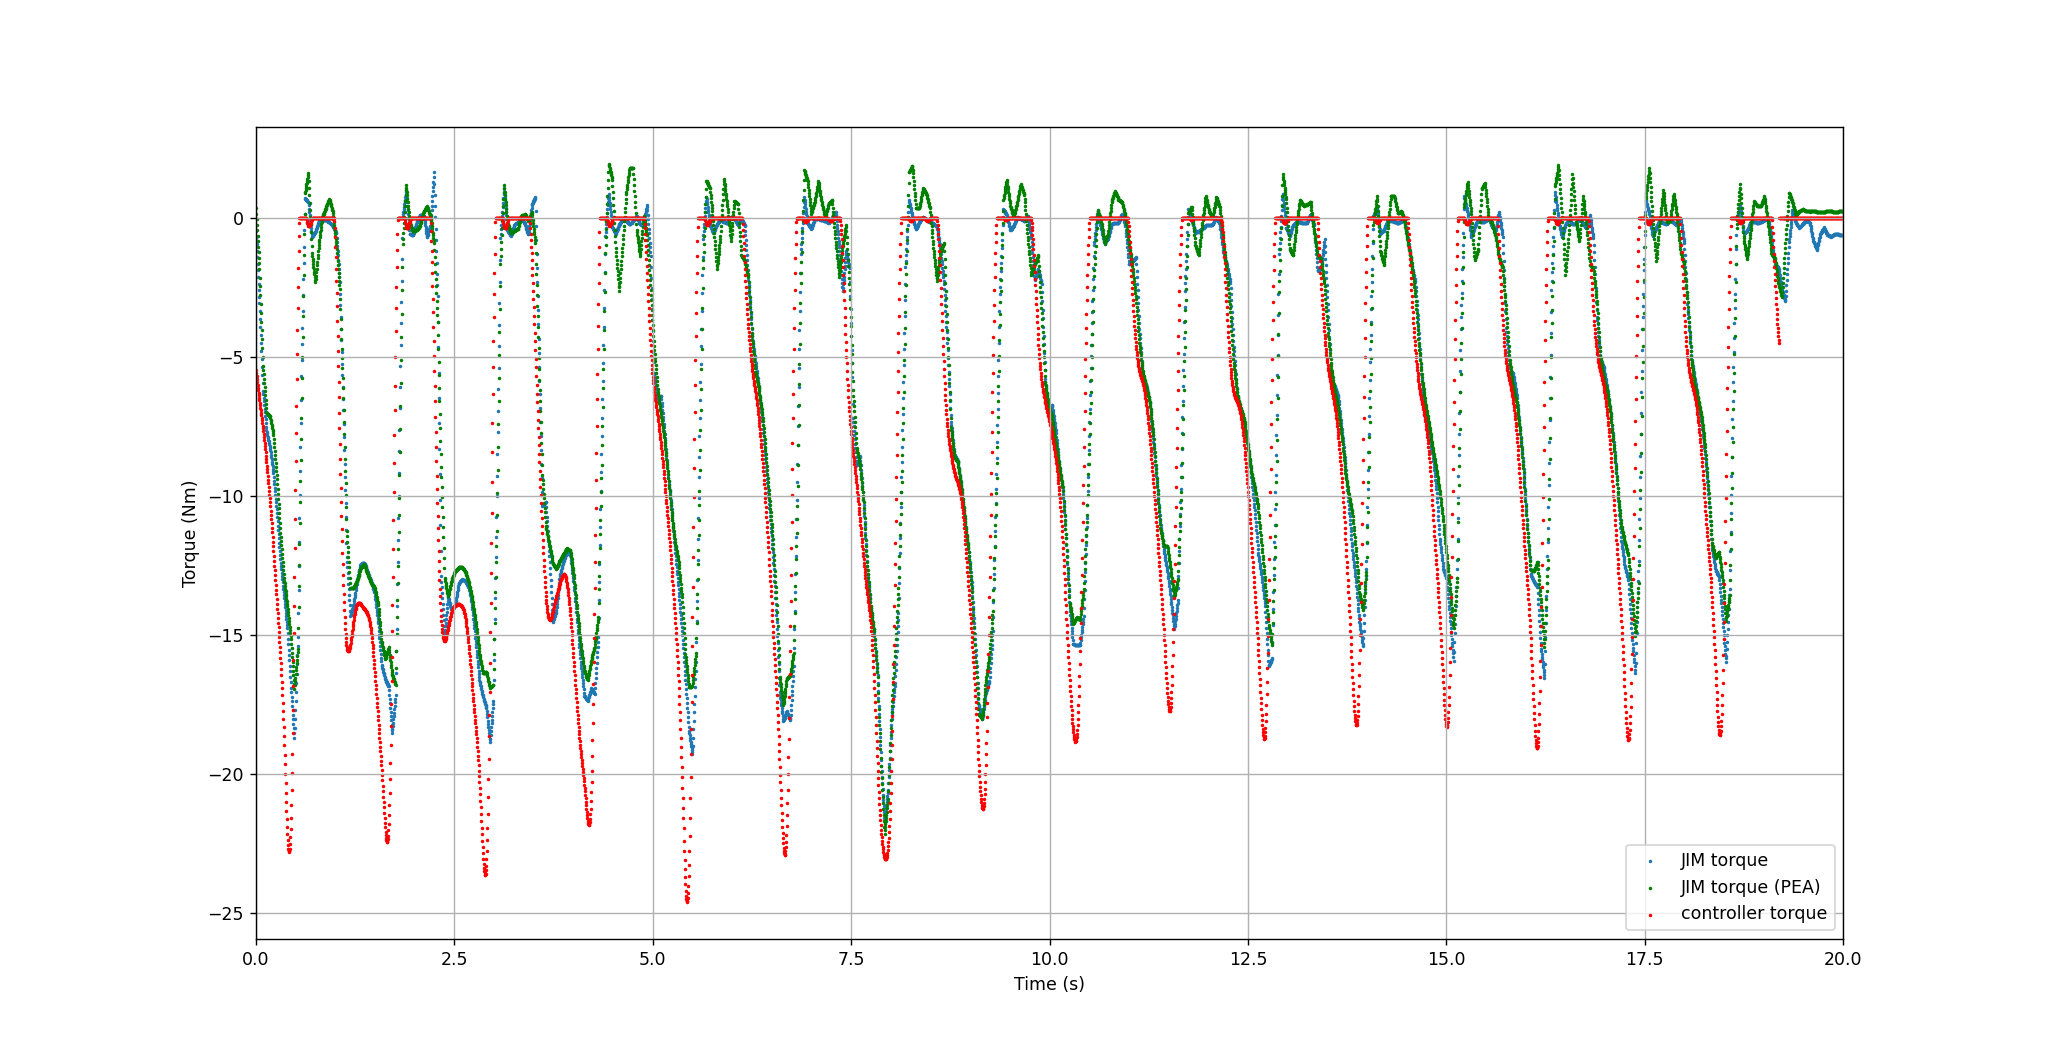 0
−5
−10
−15
−20
−25
Torque (Nm)
0.0 2.5 5.0 7.5 10.0 12.5 15.0 17.5 20.0
Time (s)
JIM torque
JIM torque (PEA)
controller torque